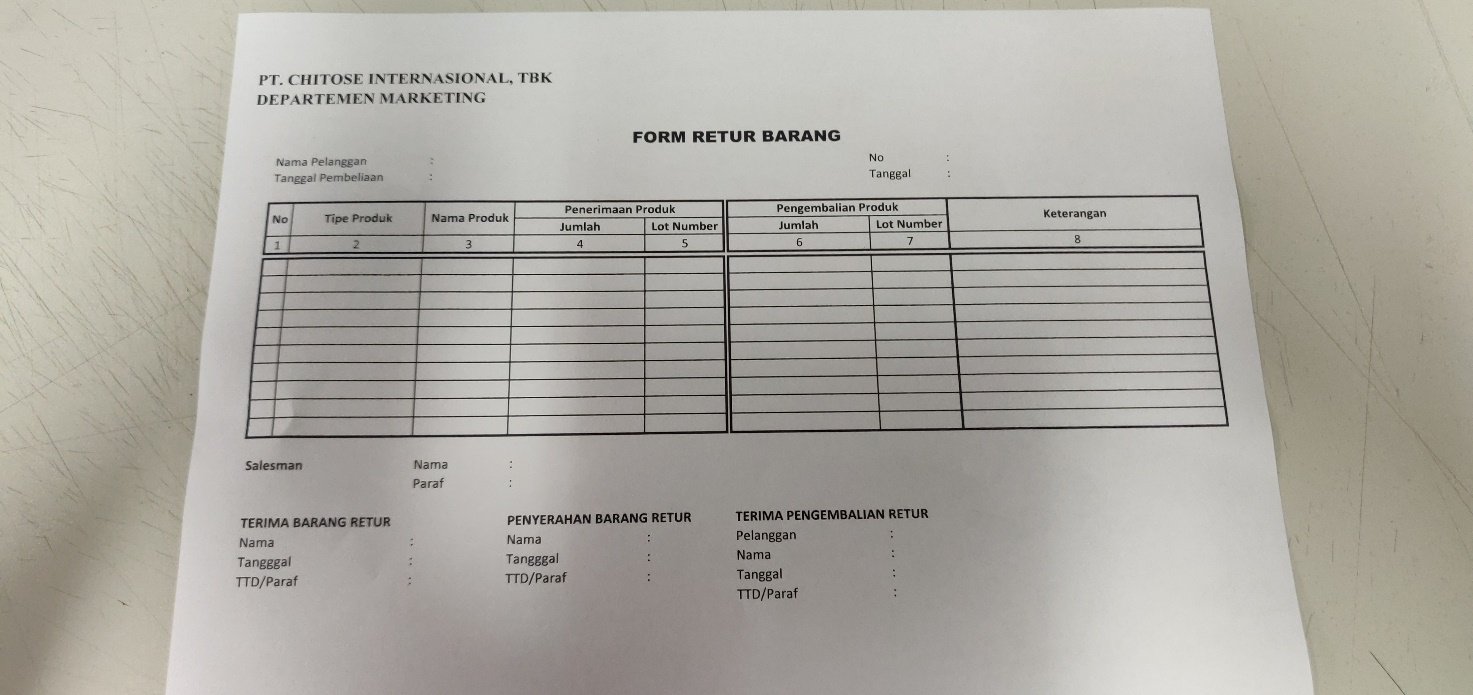 PT. CHITOSE INTERNASIONAL, TBK
DEPARTEMEN MARKETING
FORM RETUR BARANG
Nama Pelanggan : No :
Tanggal Pembeliaan : Tanggal :
No Tipe Produk Nama Produk Penerimaan Produk Pengembalian Produk Keterangan
Jumlah Lot Number Jumlah Lot Number
1 2 3 4 5 6 7 8
Salesman Nama :
Paraf :
TERIMA BARANG RETUR PENYERAHAN BARANG RETUR TERIMA PENGEMBALIAN RETUR
Nama : Nama : Pelanggan :
Tangggal : Tangggal : Nama :
TTD/Paraf : TTD/Paraf : Tanggal :
TTD/Paraf :